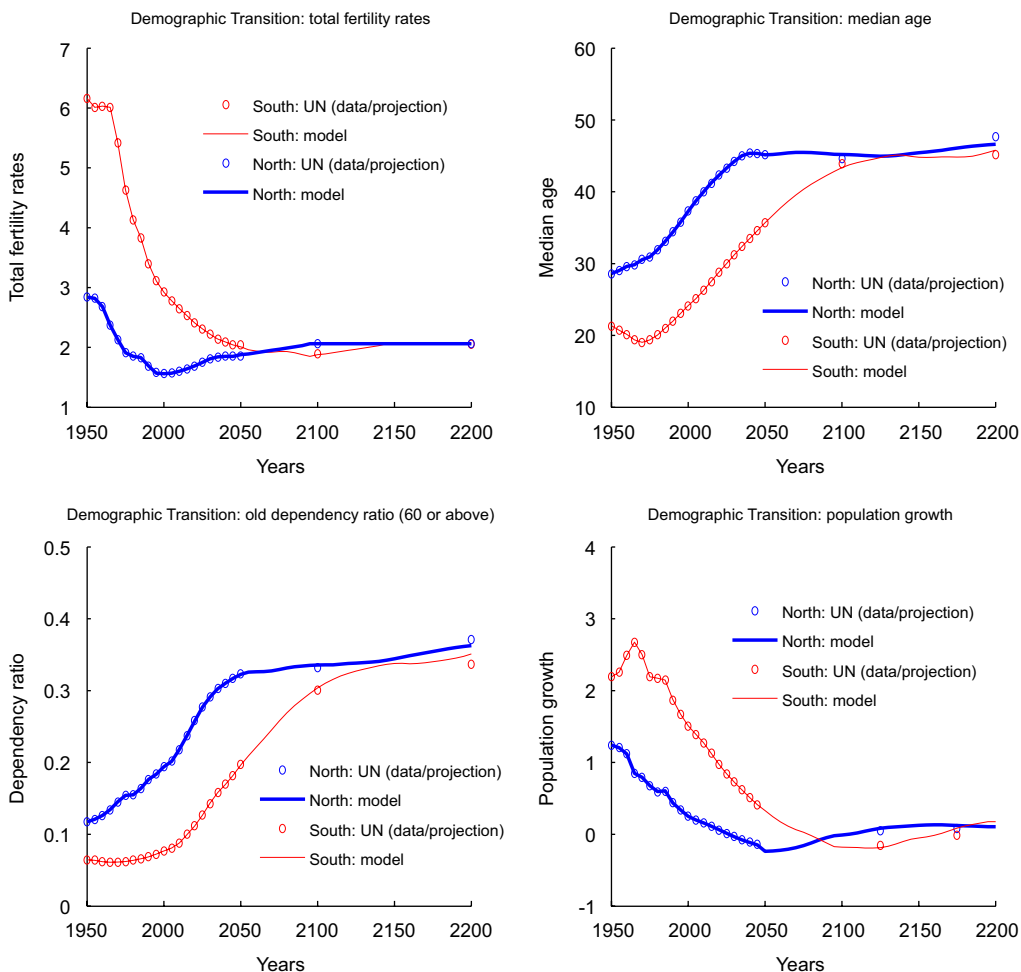 Demographic Transition: total fertility rates
7
6
5
4
3
2
1
Total fertility rates
South: UN (data/projection)
South: model
North: UN (data/projection)
North: model
1950 2000 2050 2100 2150 2200
Years
Demographic Transition: median age
60
50
40
30
20
10
Median age
North: UN (data/projection)
North: model
South: UN (data/projection)
South: model
1950 2000 2050 2100 2150 2200
Years
Demographic Transition: old dependency ratio (60 or above)
0.5
0.4
0.3
0.2
0.1
0
Dependency ratio
North: UN (data/projection)
North: model
South: UN (data/projection)
South: model
1950 2000 2050 2100 2150 2200
Years
Demographic Transition: population growth
4
3
2
1
0
-1
Population growth
North: UN (data/projection)
North: model
South: UN (data/projection)
South: model
1950 2000 2050 2100 2150 2200
Years